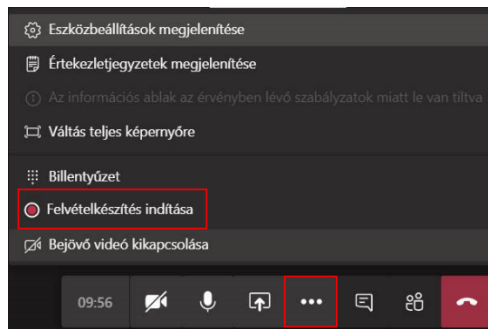 Eszközbeállítások megjelenítése
Értekezletjegyzetek megjelenítése
Az információs ablak az érvényben lévő szabályzatok miatt le van tiltva
Váltás teljes képernyőre
Billentyűzet
Felvételkészítés indítása
Bejövő videó kikapcsolása
09:56